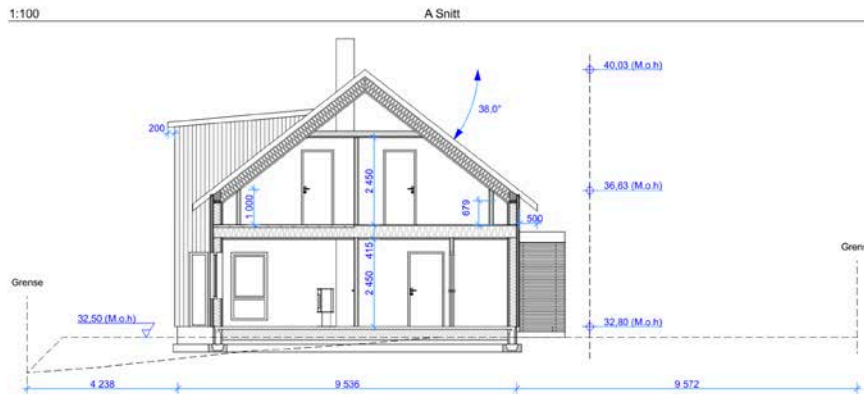 1:100
A Snitt
40,03 (M.o.h)
38,0°
200
2 450
36,63 (M.o.h)
1 000
679
500
415
2 450
Grense
Grens
32,50 (M.o.h)
32,80 (M.o.h)
4 238
9 536
9 572